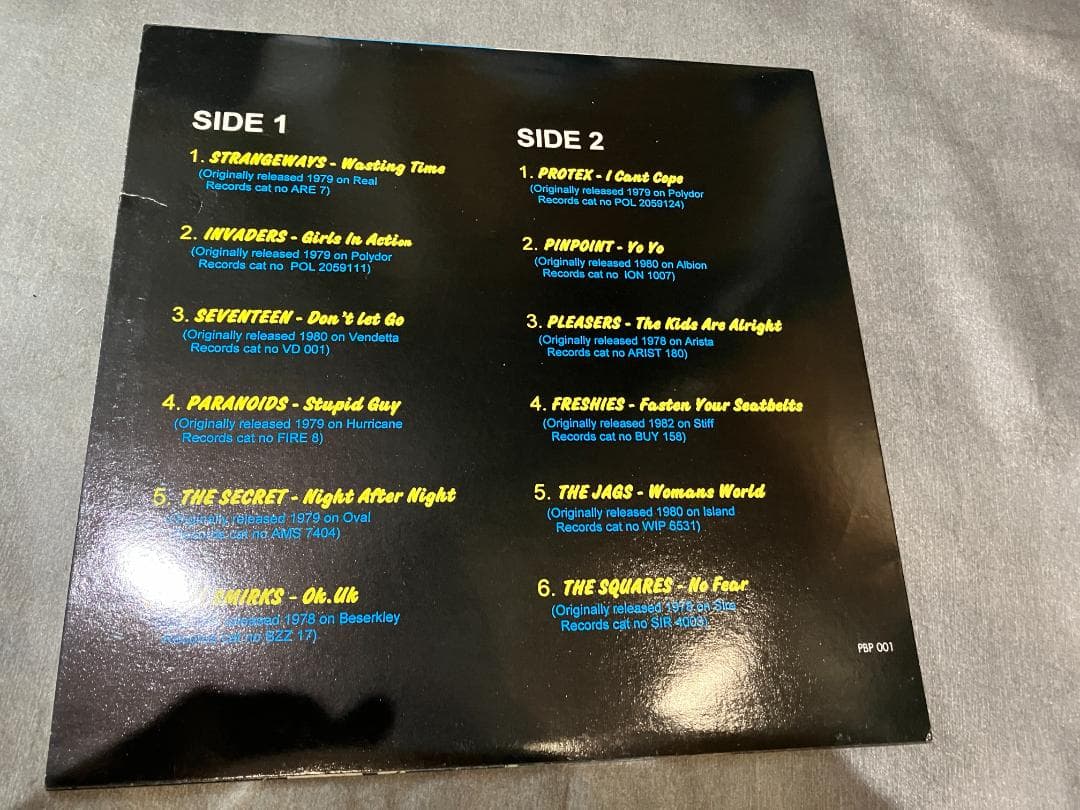 SIDE 1
1. STRANGEWAYS - Wasting Time
(Originally released 1979 on Real
Records cat no ARE 7)
2. INVADERS - Girls In Action
(Originally released 1979 on Polydor
Records cat no POL 2059111)
3. SEVENTEEN - Don't Let Go
(Originally released 1980 on Vendetta
Records cat no VD 001)
4. PARANOIDS - Stupid Guy
(Originally released 1979 on Hurricane
Records cat no FIRE 8)
5. THE SECRET - Night After Night
(Originally released 1979 on Oval
Records cat no AMS 7404)
SMIRKS - Ok. Uk
released 1978 on Beserkley
cat no BZZ 17)
SIDE 2
1. PROTEX - I Cant Cope
(Originally released 1979 on Polydor
Records cat no POL 2059124)
2. PINPOINT - Yo Yo
(Originally released 1980 on Albion
Records cat no ION 1007)
3. PLEASERS - The Kids Are Alright
(Originally released 1978 on Arista
Records cat no ARIST 180)
4. FRESHIES - Fasten Your Seatbelts
(Originally released 1982 on Stiff
Records cat no BUY 158)
5. THE JAGS - Womans World
(Originally released 1980 on Island
Records cat no WIP 6531)
6. THE SQUARES - No Fear
(Originally released 1978 on Sire
Records cat no SIR 4003)
PBP 001